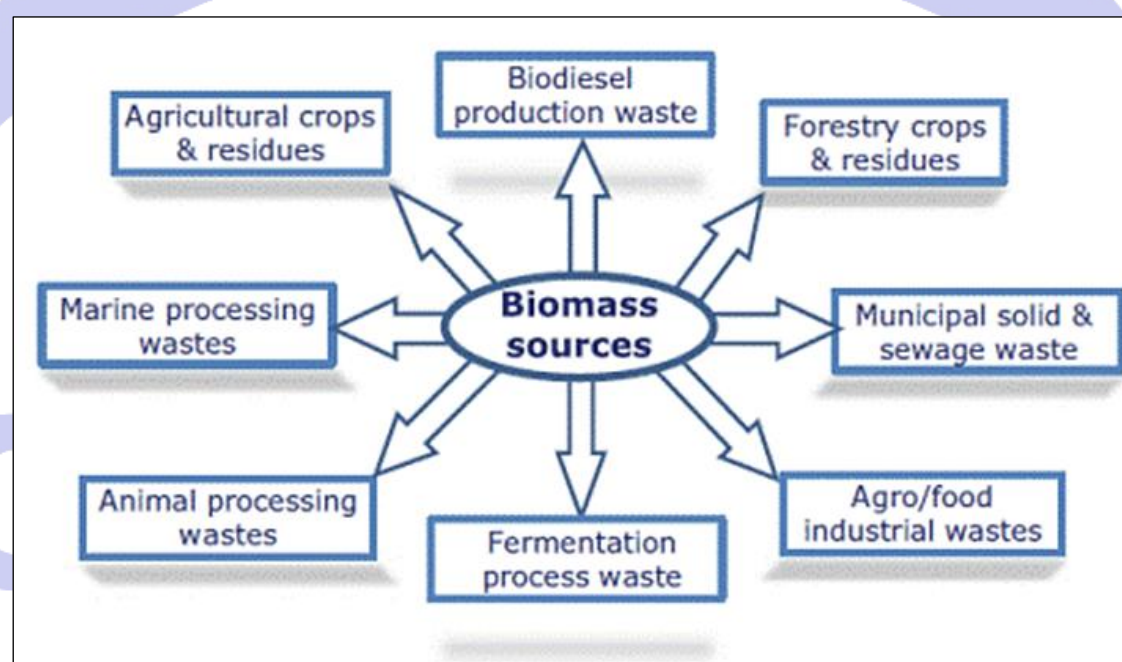 Biodiesel
production waste
Agricultural crops
& residues
Forestry crops
& residues
Marine processing
wastes
Biomass
sources
Municipal solid &
sewage waste
Animal processing
wastes
Fermentation
process waste
Agro/food
industrial wastes